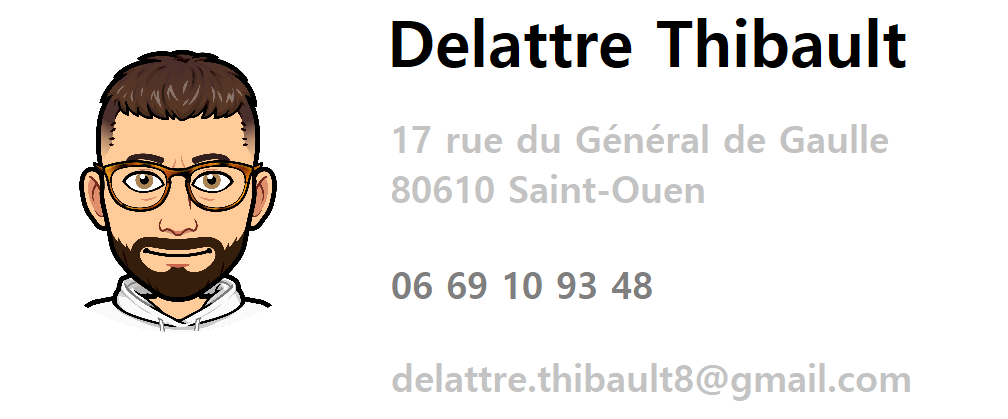 Delattre Thibault
17 rue du Général de Gaulle
80610 Saint-Ouen
06 69 10 93 48
delattre.thibault8@gmail.com